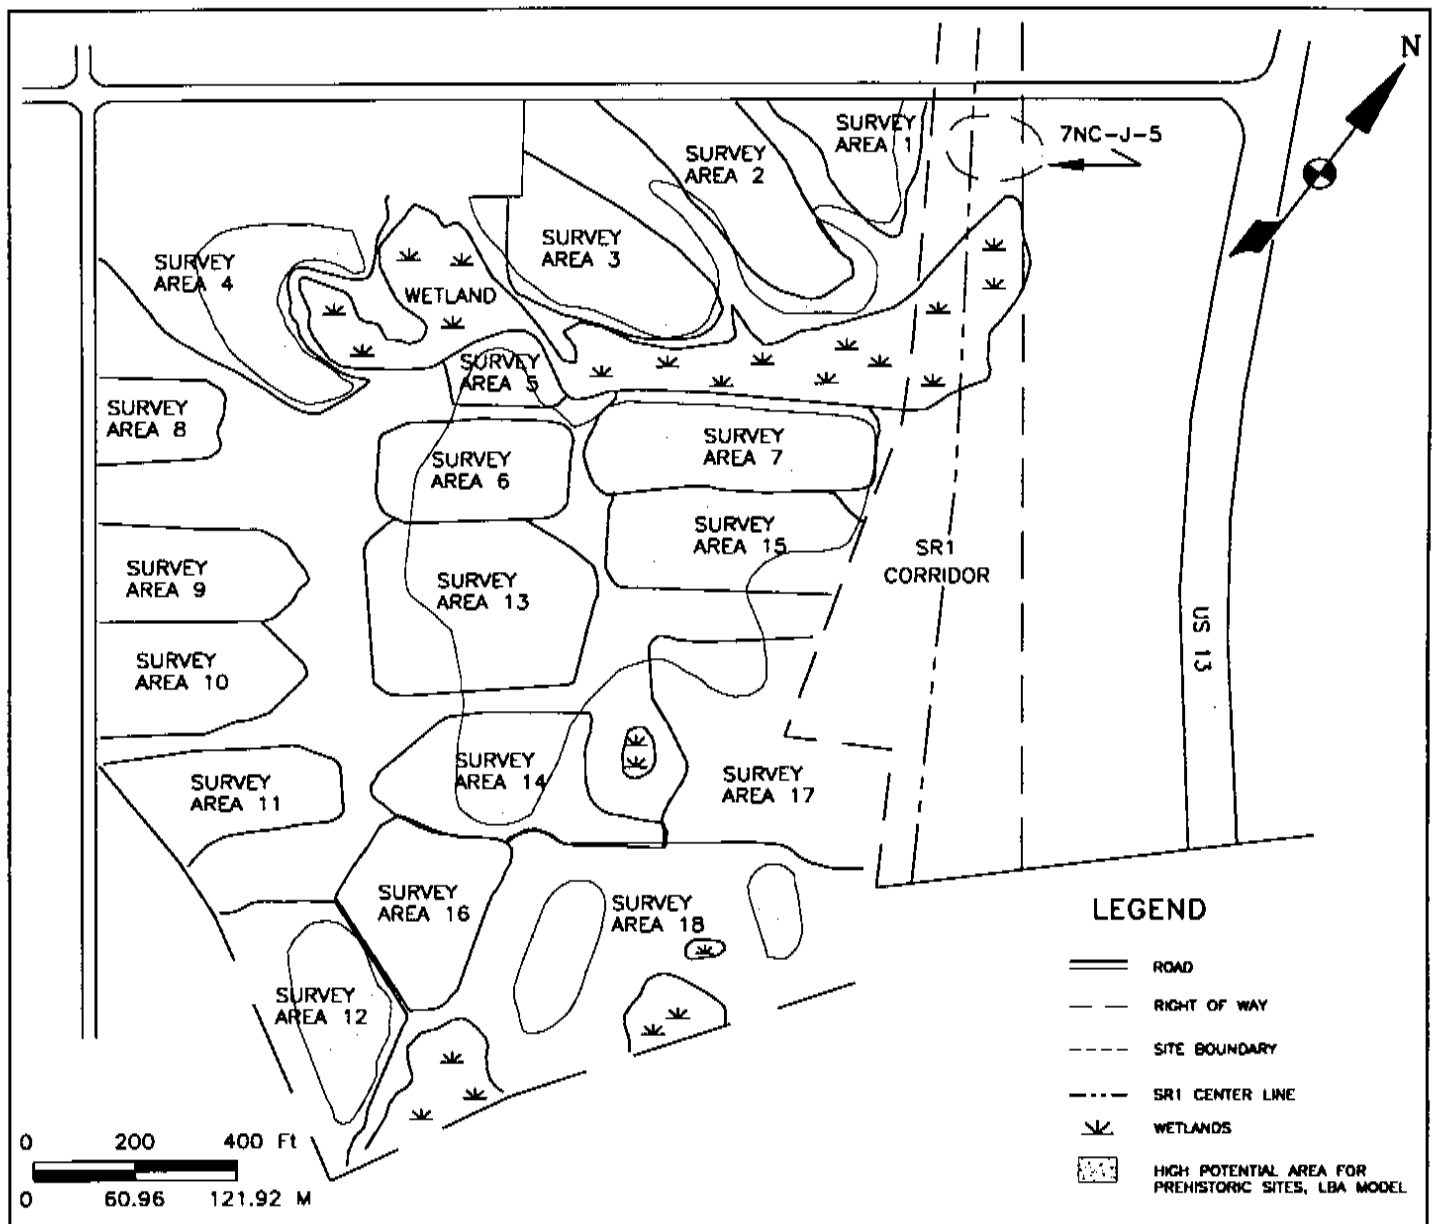 N
SURVEY
AREA 1
7NC-J-5
SURVEY
AREA 2
SURVEY
AREA 3
SURVEY
AREA 4
WETLAND
SURVEY
AREA 5
SURVEY
AREA 8
SURVEY
AREA 6
SURVEY
AREA 7
SURVEY
AREA 15
SR1
CORRIDOR
SURVEY
AREA 9
SURVEY
AREA 13
US 13
SURVEY
AREA 10
SURVEY
AREA 11
SURVEY
AREA 14
SURVEY
AREA 17
SURVEY
AREA 16
SURVEY
AREA 18
SURVEY
AREA 12
LEGEND
ROAD
RIGHT OF WAY
SITE BOUNDARY
SR1 CENTER LINE
WETLANDS
HIGH POTENTIAL AREA FOR
PREHISTORIC SITES, LBA MODEL
0 200 400 Ft
0 60.96 121.92 M